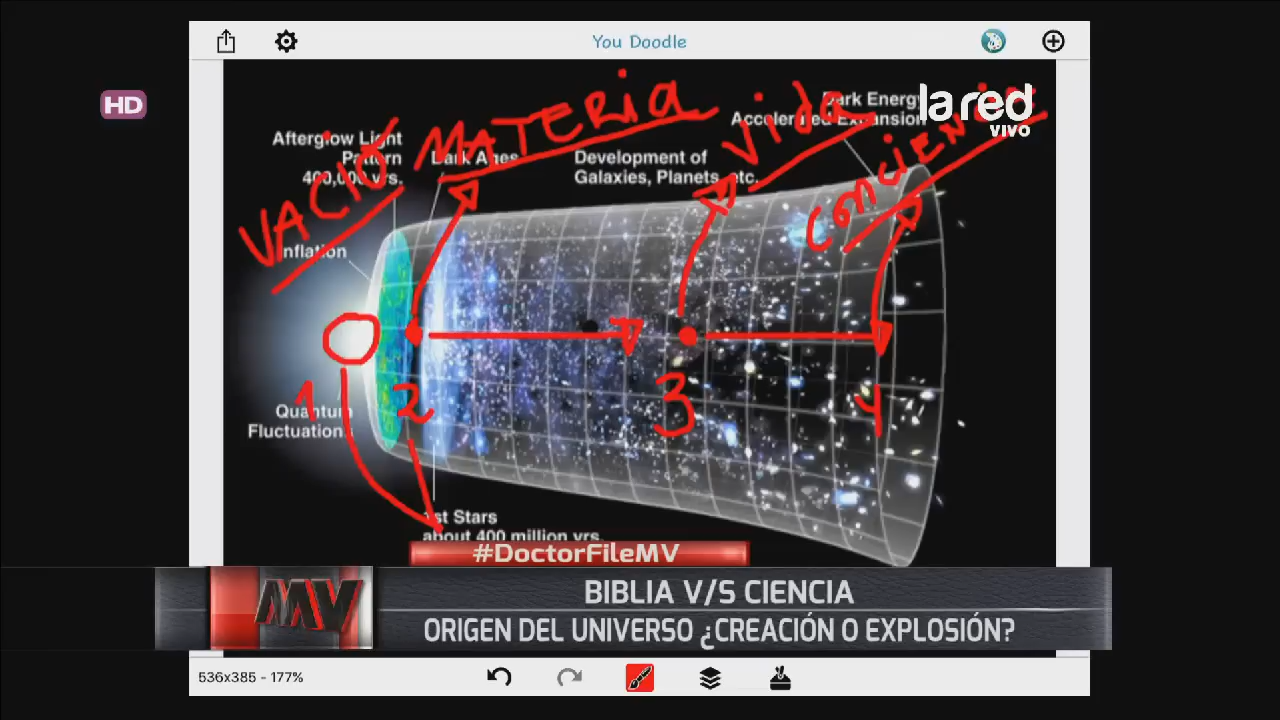 You Doodle
HD
la red
VIVO
Dark Energy
Accelerated Expansion
Afterglow Light
Pattern
400,000 yrs.
Dark Ages
Development of
Galaxies, Planets, etc.
VACIO
MATERIA
Vida
Conciencia
Inflation
1
2
3
4
Quantum
Fluctuations
1st Stars
about 400 million yrs.
#DoctorFileMV
MV
BIBLIA V/S CIENCIA
ORIGEN DEL UNIVERSO ¿CREACIÓN O EXPLOSIÓN?
536x385 - 177%